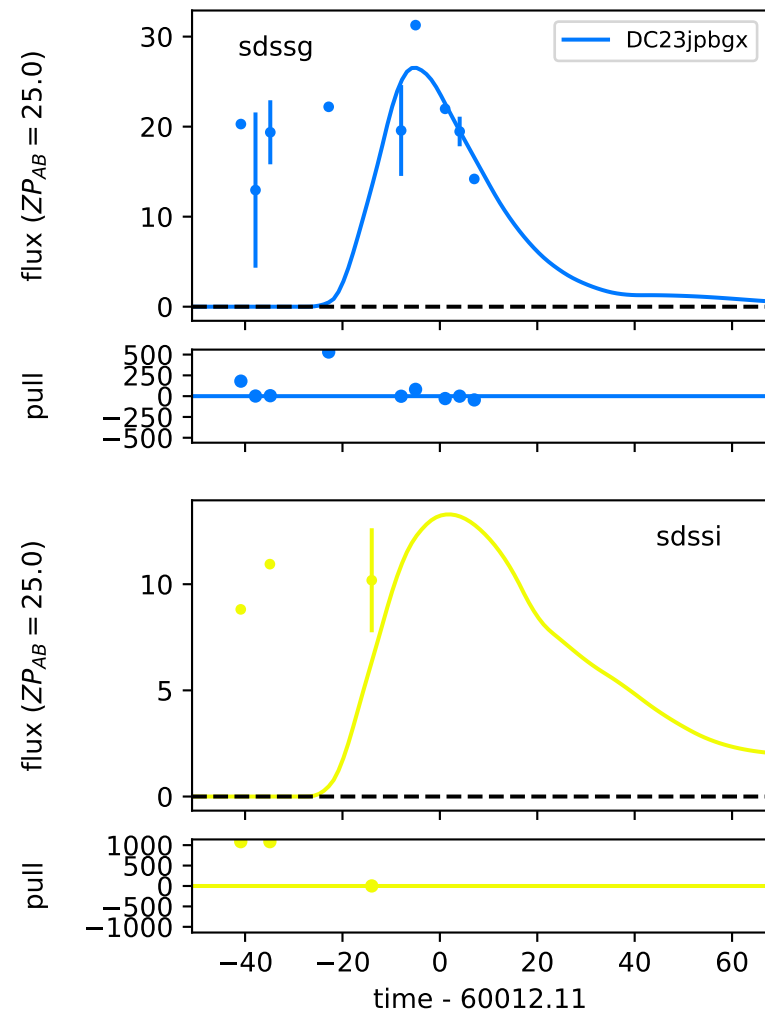 sdssg
DC23jpbgx
flux (ZP_AB = 25.0)
30
20
10
0
pull
500
250
0
−250
−500
sdssi
flux (ZP_AB = 25.0)
10
5
0
pull
1000
500
0
−500
−1000
−40 −20 0 20 40 60
time - 60012.11